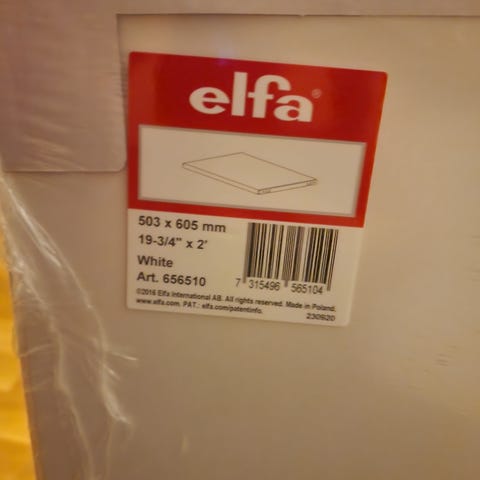 elfa®
503 x 605 mm
19-3/4" x 2'
White
Art. 656510
7 315496 565104
©2016 Elfa International AB. All rights reserved. Made in Poland.
www.elfa.com. PAT.: elfa.com/patentinfo.
230920